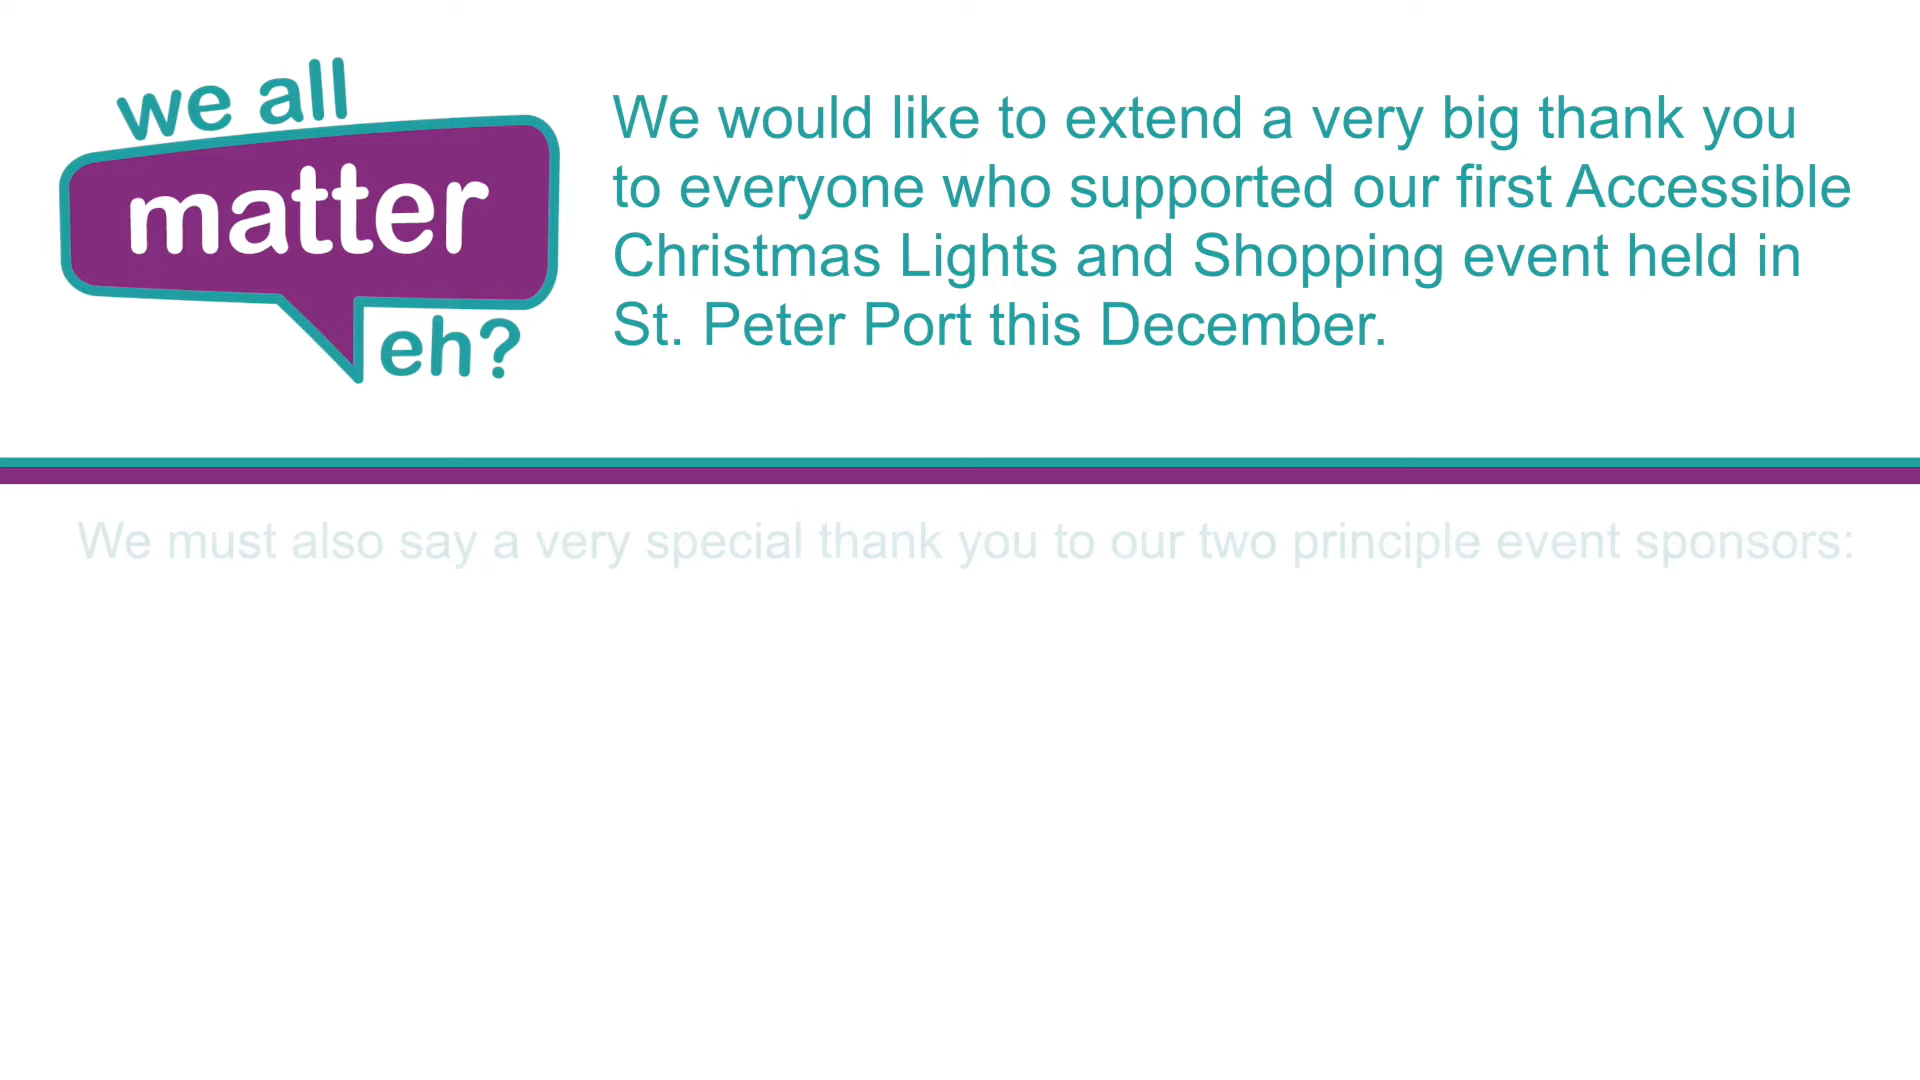 we all
matter
eh?
We would like to extend a very big thank you
to everyone who supported our first Accessible
Christmas Lights and Shopping event held in
St. Peter Port this December.
We must also say a very special thank you to our two principle event sponsors: